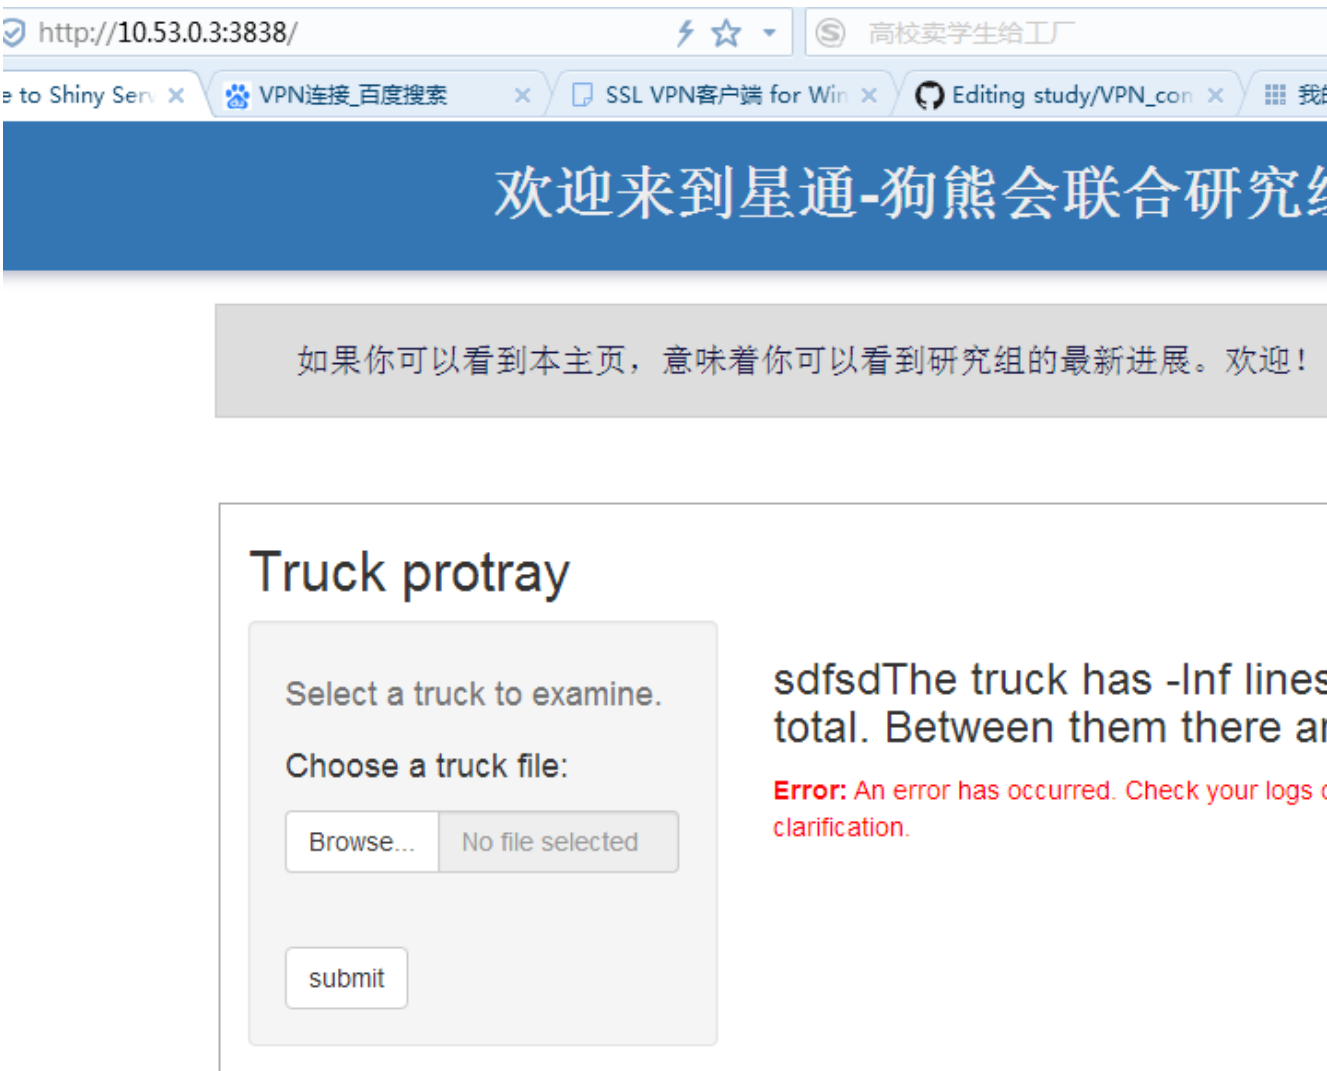 http://10.53.0.3:3838/
高校卖学生给工厂
e to Shiny Serv
VPN连接_百度搜索
SSL VPN客户端 for Win
Editing study/VPN_con
我的
欢迎来到星通-狗熊会联合研究组
如果你可以看到本主页，意味着你可以看到研究组的最新进展。欢迎！
Truck protray
Select a truck to examine.
Choose a truck file:
Browse...
No file selected
submit
sdfsdThe truck has -Inf lines
total. Between them there ar
Error: An error has occurred. Check your logs o
clarification.